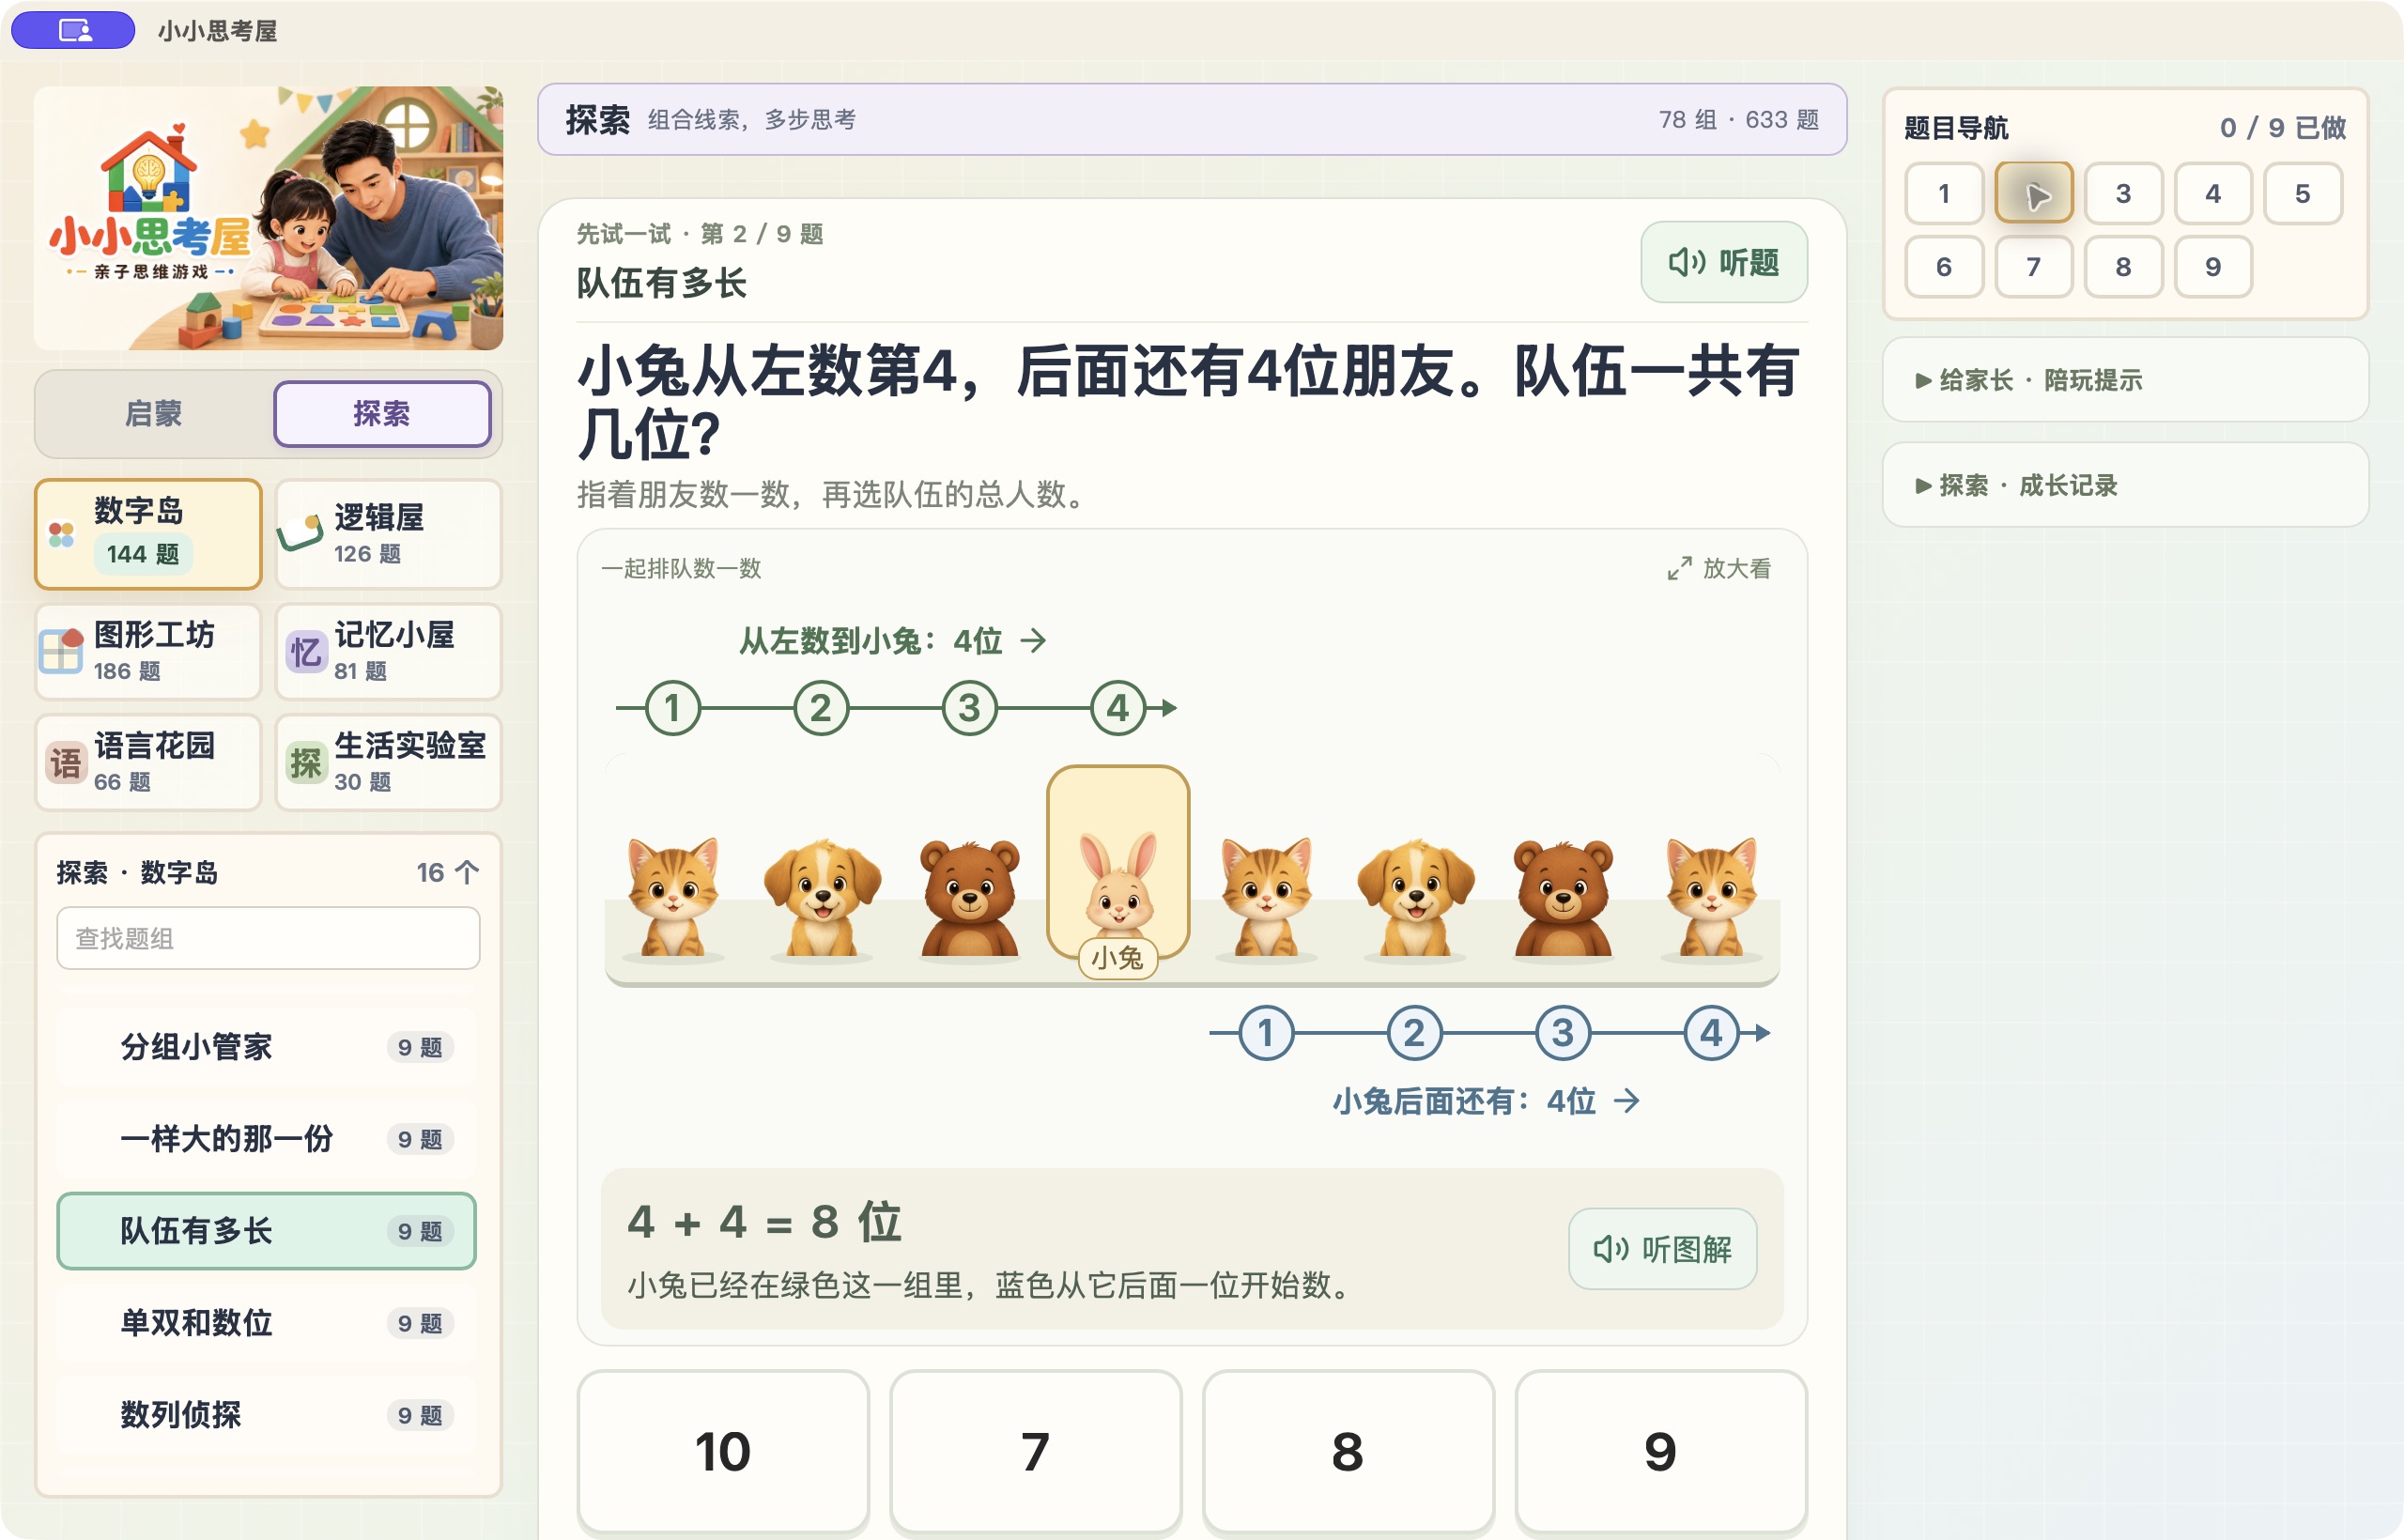 小小思考屋
小小思考屋
亲子思维游戏
启蒙
探索
数字岛
144 题
逻辑屋
126 题
图形工坊
186 题
忆
记忆小屋
81 题
语
语言花园
66 题
探
生活实验室
30 题
探索 · 数字岛
16 个
查找题组
分组小管家
9 题
一样大的那一份
9 题
队伍有多长
9 题
单双和数位
9 题
数列侦探
9 题
探索
组合线索，多步思考
78 组 · 633 题
先试一试 · 第 2 / 9 题
队伍有多长
听题
小兔从左数第4，后面还有4位朋友。队伍一共有
几位？
指着朋友数一数，再选队伍的总人数。
一起排队数一数
放大看
从左数到小兔：4位 →
1 2 3 4
小兔
1 2 3 4
小兔后面还有：4位 →
4 + 4 = 8 位
小兔已经在绿色这一组里，蓝色从它后面一位开始数。
听图解
10
7
8
9
题目导航
0 / 9 已做
1
3
4
5
6
7
8
9
给家长 · 陪玩提示
探索 · 成长记录